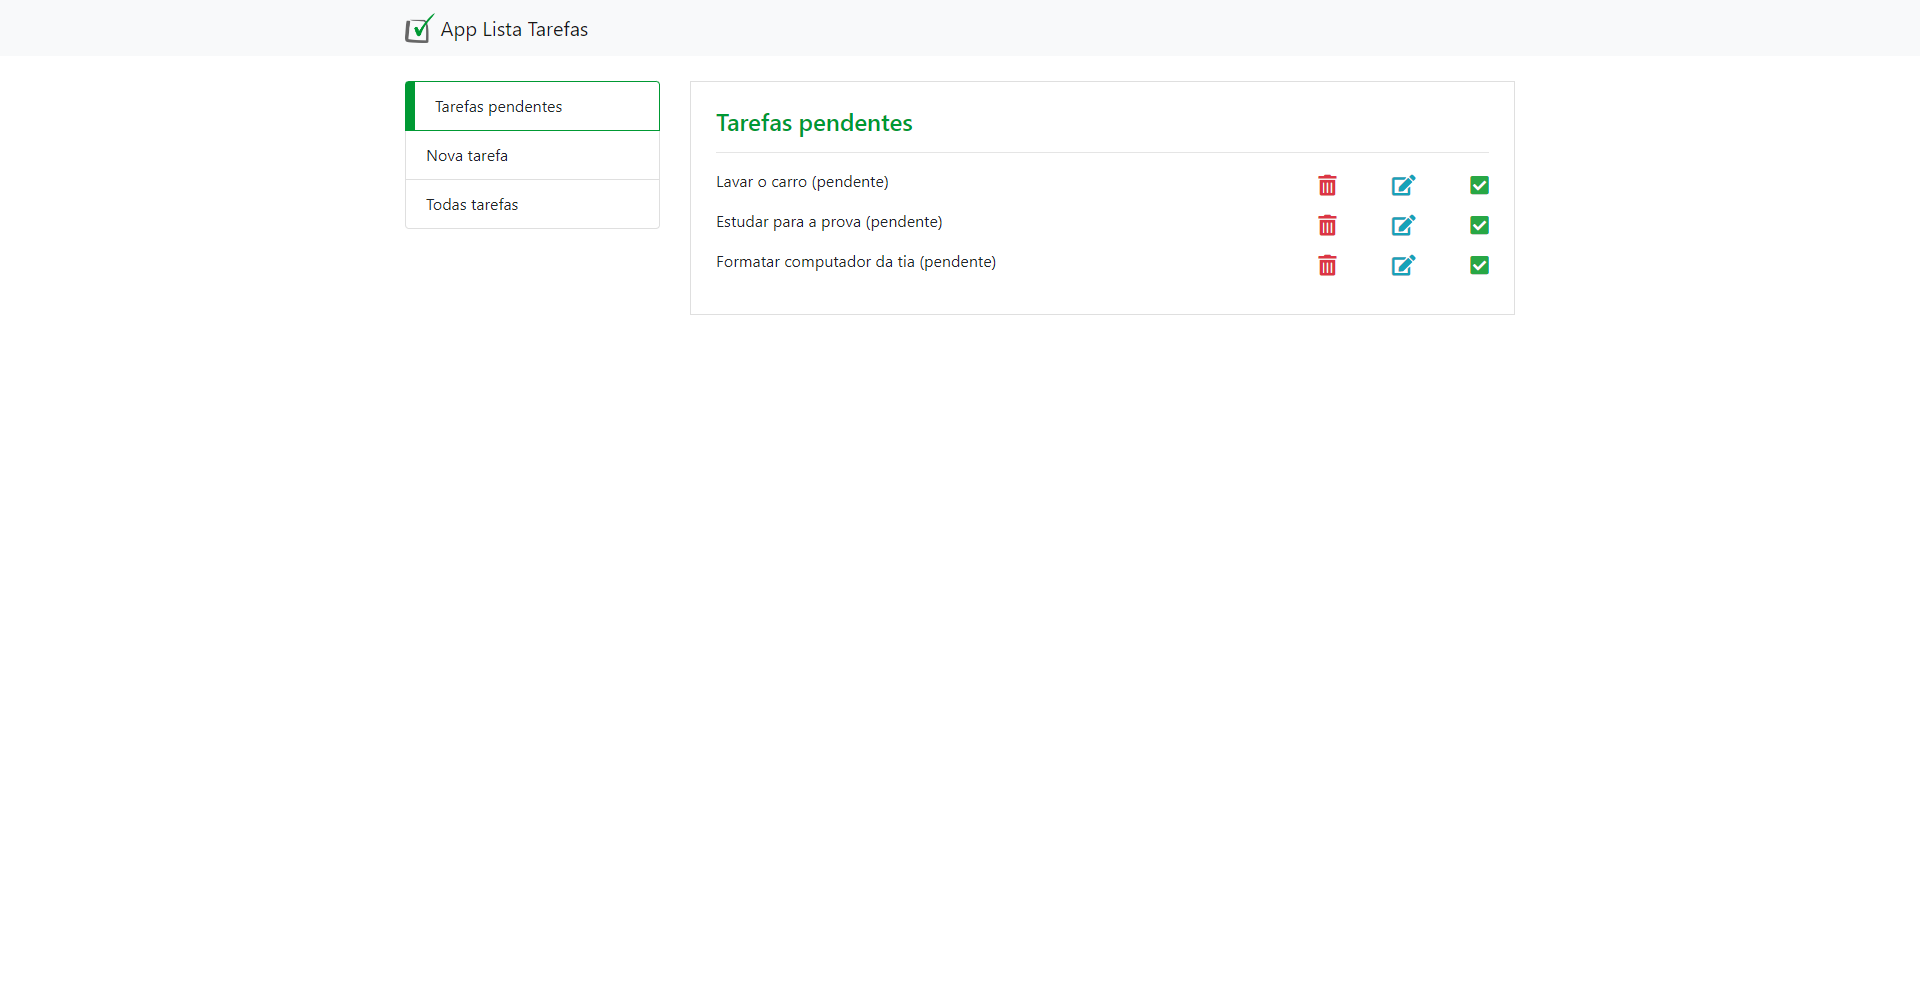 App Lista Tarefas
Tarefas pendentes
Nova tarefa
Todas tarefas
Tarefas pendentes
Lavar o carro (pendente)
Estudar para a prova (pendente)
Formatar computador da tia (pendente)